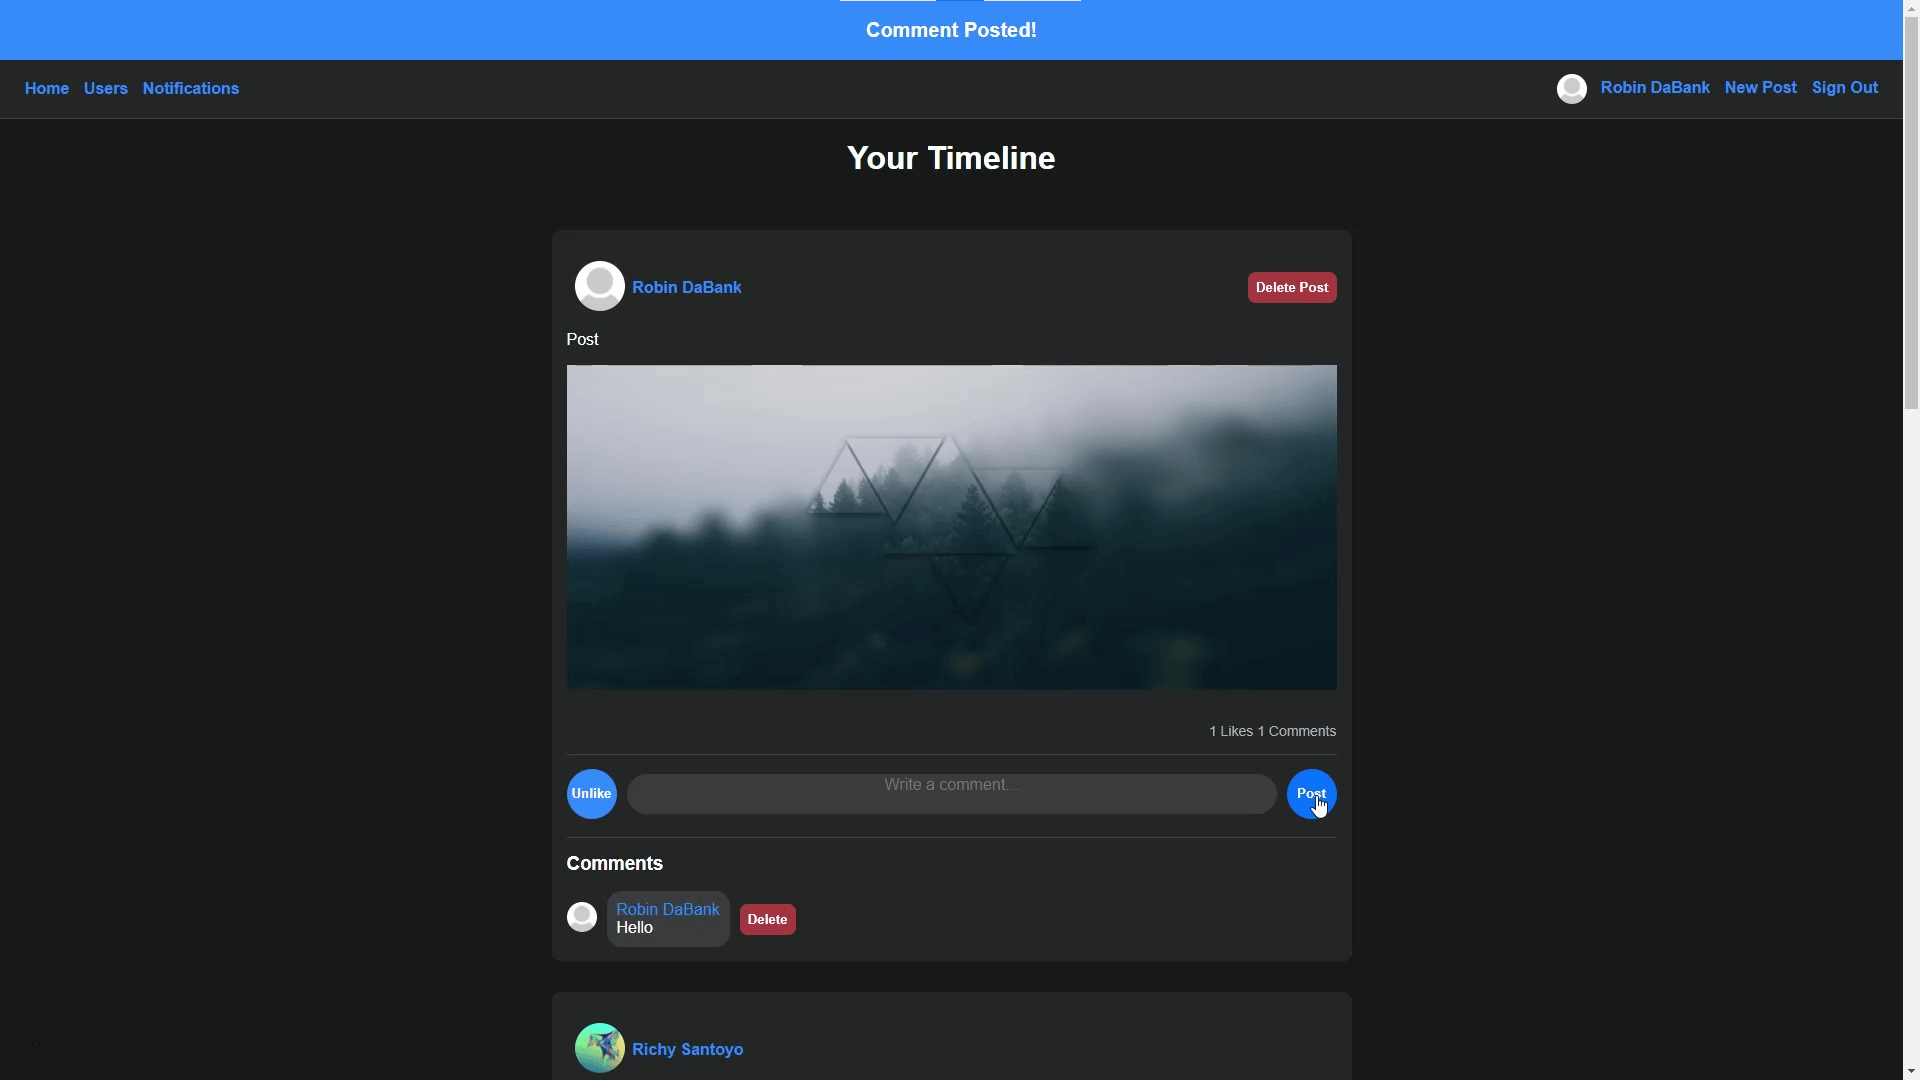 Comment Posted!
Home Users Notifications
Robin DaBank New Post Sign Out
Your Timeline
Robin DaBank
Delete Post
Post
1 Likes 1 Comments
Unlike
Write a comment...
Post
Comments
Robin DaBank
Hello
Delete
Richy Santoyo